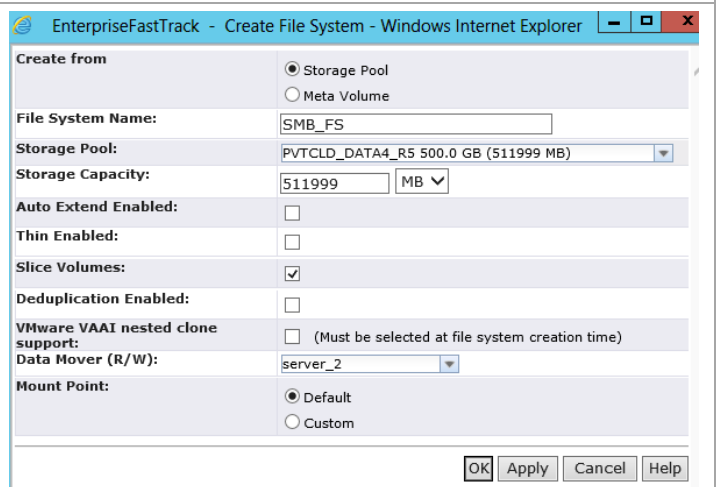 EnterpriseFastTrack - Create File System - Windows Internet Explorer
Create from
Storage Pool
Meta Volume
File System Name:
SMB_FS
Storage Pool:
PVTCLD_DATA4_R5 500.0 GB (511999 MB)
Storage Capacity:
511999 MB
Auto Extend Enabled:
Thin Enabled:
Slice Volumes:
Deduplication Enabled:
VMware VAAI nested clone
support:
(Must be selected at file system creation time)
Data Mover (R/W):
server_2
Mount Point:
Default
Custom
OK Apply Cancel Help